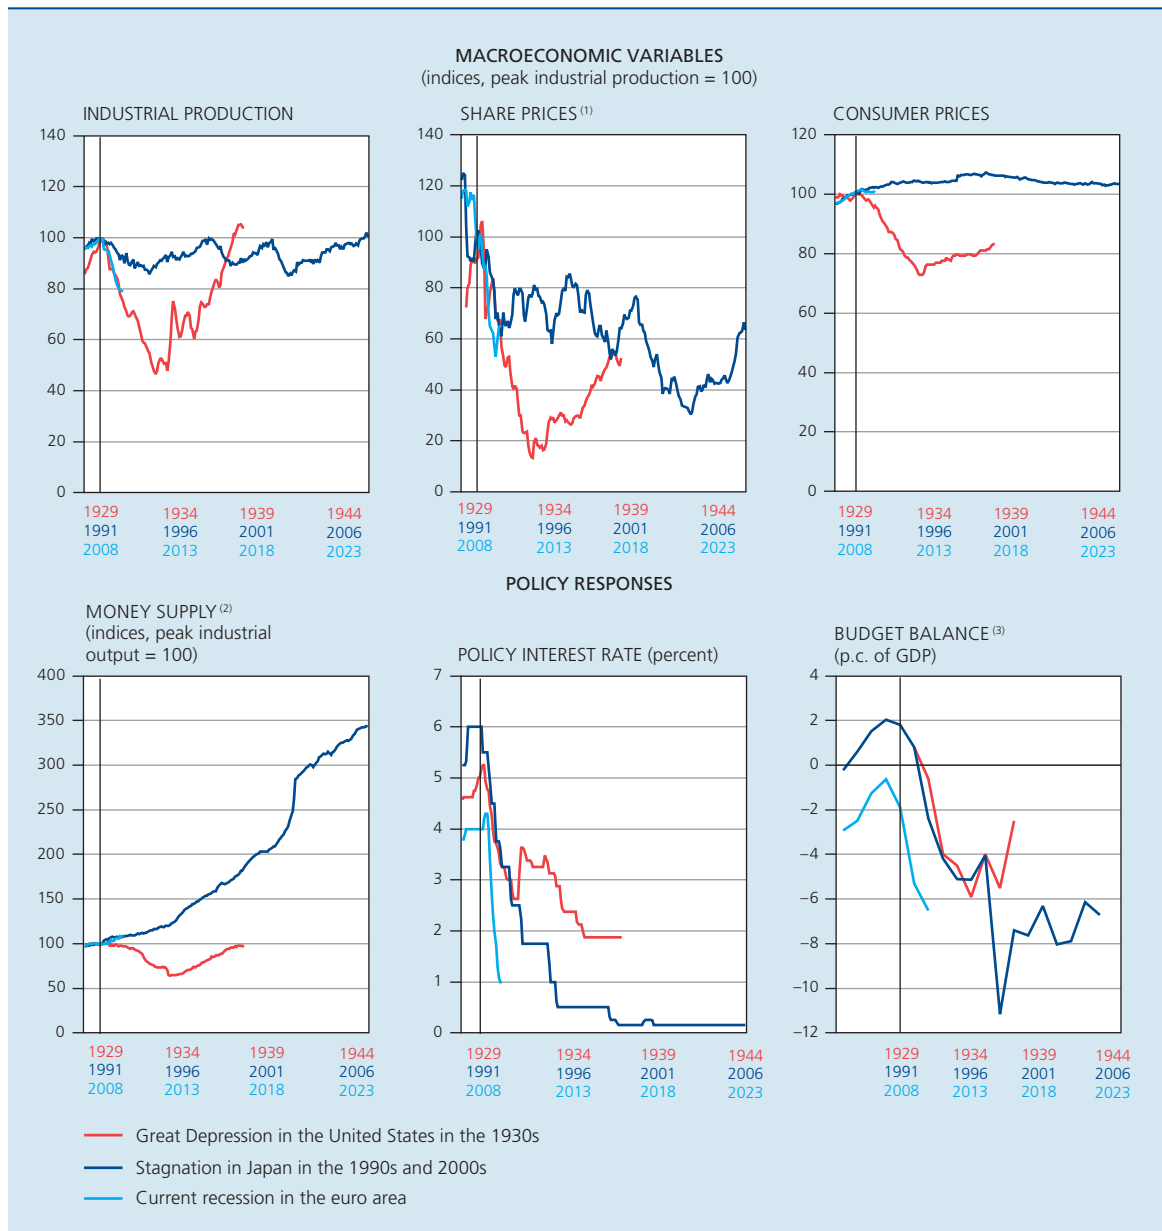 MACROECONOMIC VARIABLES
(indices, peak industrial production = 100)
INDUSTRIAL PRODUCTION
140
120
100
80
60
40
20
0
1929 1934 1939 1944
1991 1996 2001 2006
2008 2013 2018 2023
SHARE PRICES (1)
140
120
100
80
60
40
20
0
1929 1934 1939 1944
1991 1996 2001 2006
2008 2013 2018 2023
CONSUMER PRICES
120
100
80
60
40
20
0
1929 1934 1939 1944
1991 1996 2001 2006
2008 2013 2018 2023
POLICY RESPONSES
MONEY SUPPLY (2)
(indices, peak industrial
output = 100)
400
350
300
250
200
150
100
50
0
1929 1934 1939 1944
1991 1996 2001 2006
2008 2013 2018 2023
POLICY INTEREST RATE (percent)
7
6
5
4
3
2
1
0
1929 1934 1939 1944
1991 1996 2001 2006
2008 2013 2018 2023
BUDGET BALANCE (3)
(p.c. of GDP)
4
2
0
–2
–4
–6
–8
–10
–12
1929 1934 1939 1944
1991 1996 2001 2006
2008 2013 2018 2023
Great Depression in the United States in the 1930s
Stagnation in Japan in the 1990s and 2000s
Current recession in the euro area